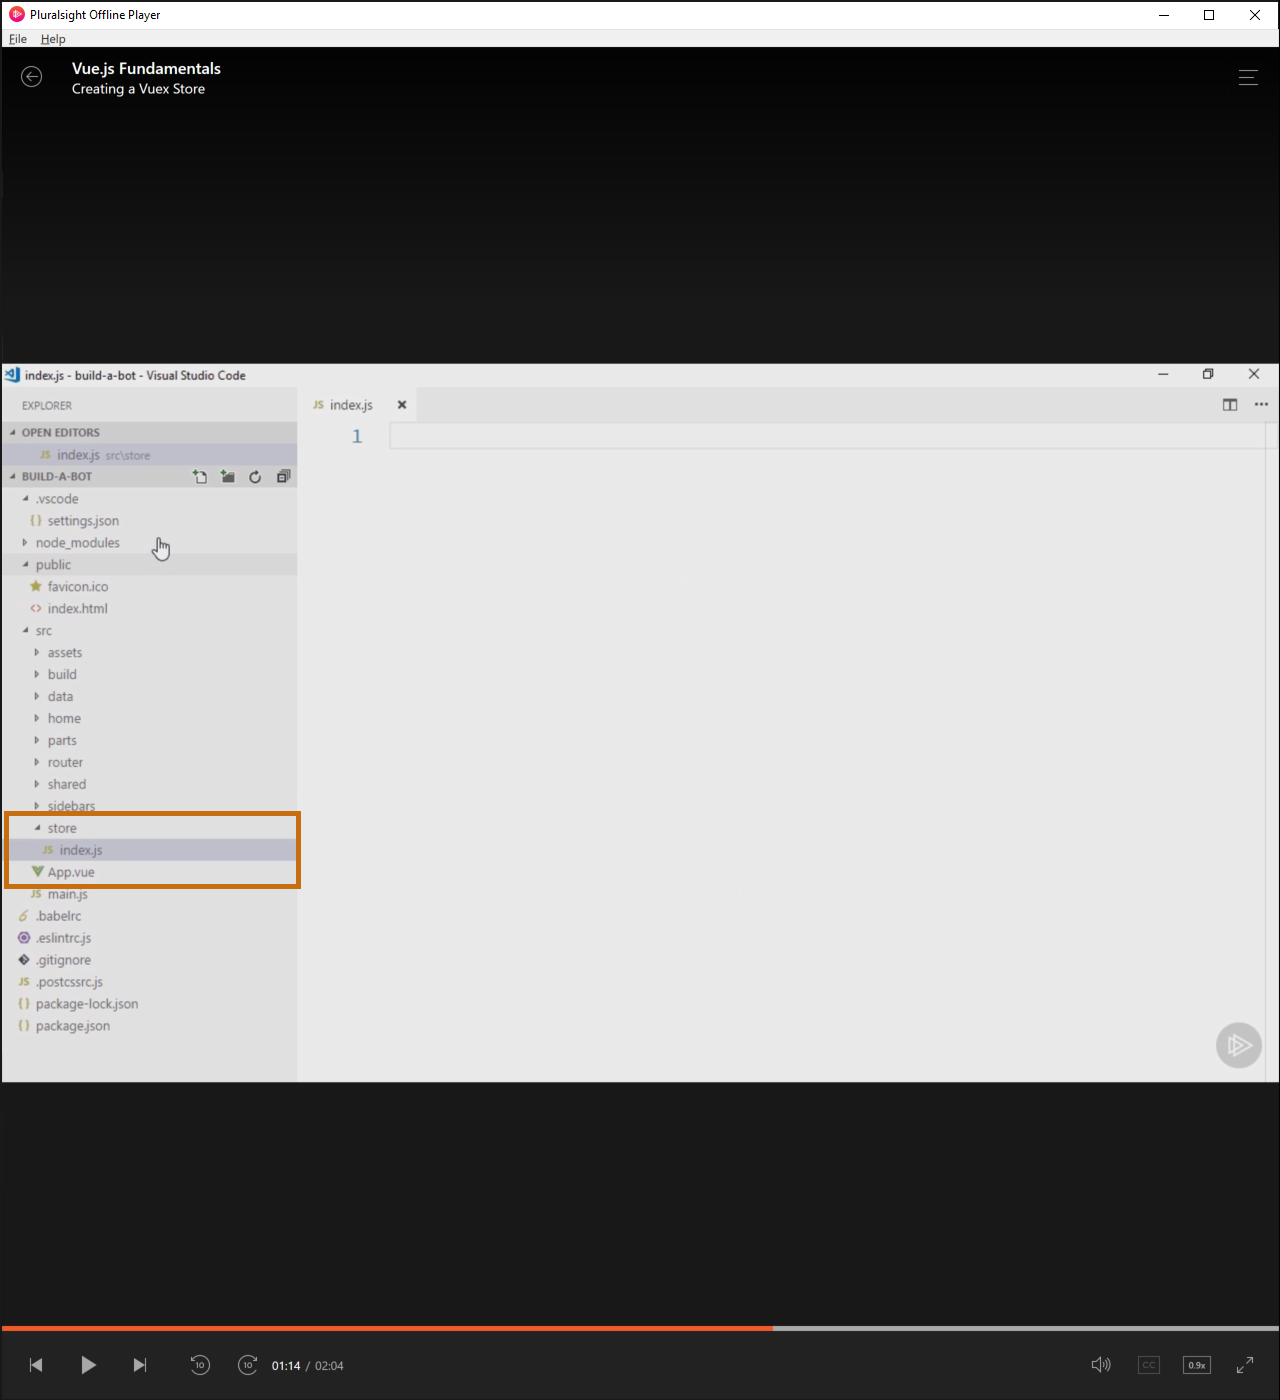 Pluralsight Offline Player
File Help
Vue.js Fundamentals
Creating a Vuex Store
index.js - build-a-bot - Visual Studio Code
EXPLORER
JS index.js
OPEN EDITORS
JS index.js src\store
1
BUILD-A-BOT
.vscode
{} settings.json
node_modules
public
favicon.ico
<> index.html
src
assets
build
data
home
parts
router
shared
sidebars
store
JS index.js
App.vue
JS main.js
.babelrc
.eslintrc.js
.gitignore
JS .postcssrc.js
{} package-lock.json
{} package.json
10 10 01:14 / 02:04 CC 0.9x